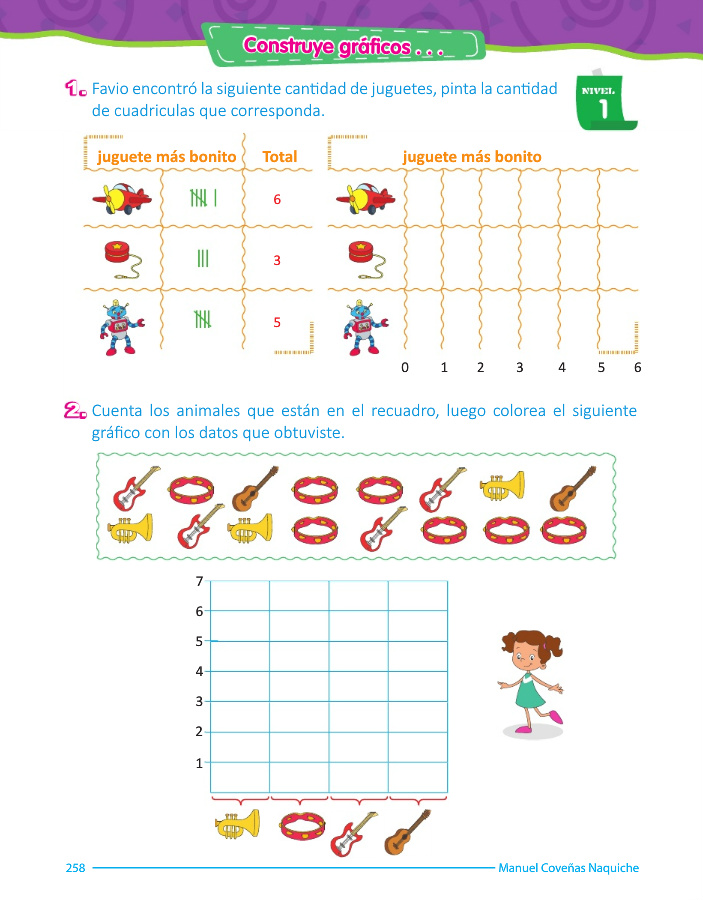 Construye gráficos . . .
1. Favio encontró la siguiente cantidad de juguetes, pinta la cantidad
de cuadriculas que corresponda.
NIVEL
1
juguete más bonito Total
6
3
5
juguete más bonito
0 1 2 3 4 5 6
2. Cuenta los animales que están en el recuadro, luego colorea el siguiente
gráfico con los datos que obtuviste.
7
6
5
4
3
2
1
258
Manuel Coveñas Naquiche